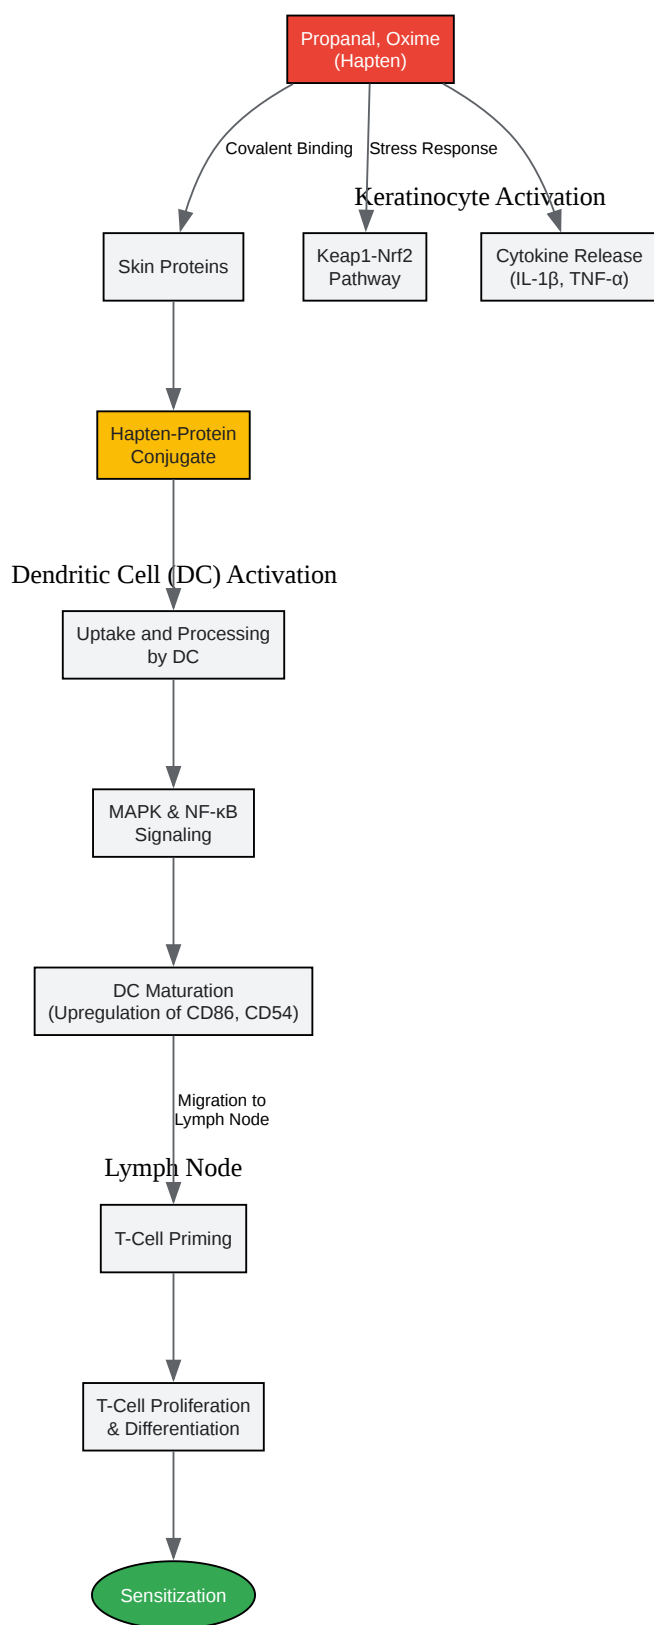 Propanal, Oxime
(Hapten)
Covalent Binding
Stress Response
Keratinocyte Activation
Skin Proteins
Keap1-Nrf2
Pathway
Cytokine Release
(IL-1β, TNF-α)
Hapten-Protein
Conjugate
Dendritic Cell (DC) Activation
Uptake and Processing
by DC
MAPK & NF-κB
Signaling
DC Maturation
(Upregulation of CD86, CD54)
Migration to
Lymph Node
Lymph Node
T-Cell Priming
T-Cell Proliferation
& Differentiation
Sensitization